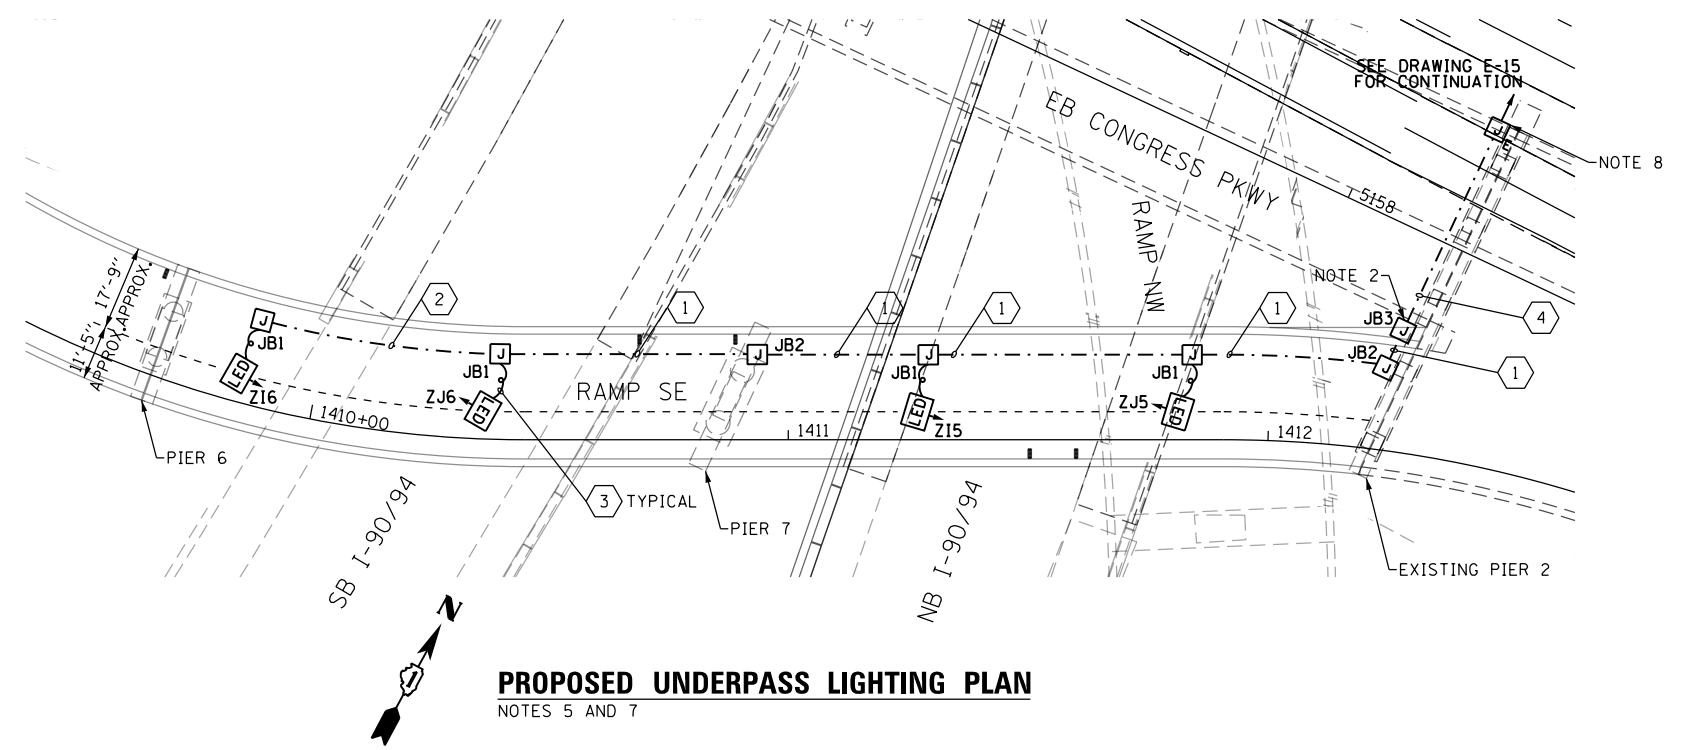 SEE DRAWING E-15
FOR CONTINUATION
J
E
NOTE 8
EB CONGRESS PKWY
5158
RAMP NW
17'-9"
APPROX.
11'-5"
APPROX.
NOTE 2
JB3
J
4
2
1
1
1
1
J
JB1
J
JB1
J
JB2
J
JB1
J
JB1
JB2
J
1
LED
ZI6
ZJ6
LED
RAMP SE
LED
ZI5
ZJ5
LED
1410+00
1411
1412
PIER 6
3 TYPICAL
PIER 7
EXISTING PIER 2
SB I-90/94
NB I-90/94
N
1
PROPOSED UNDERPASS LIGHTING PLAN
NOTES 5 AND 7